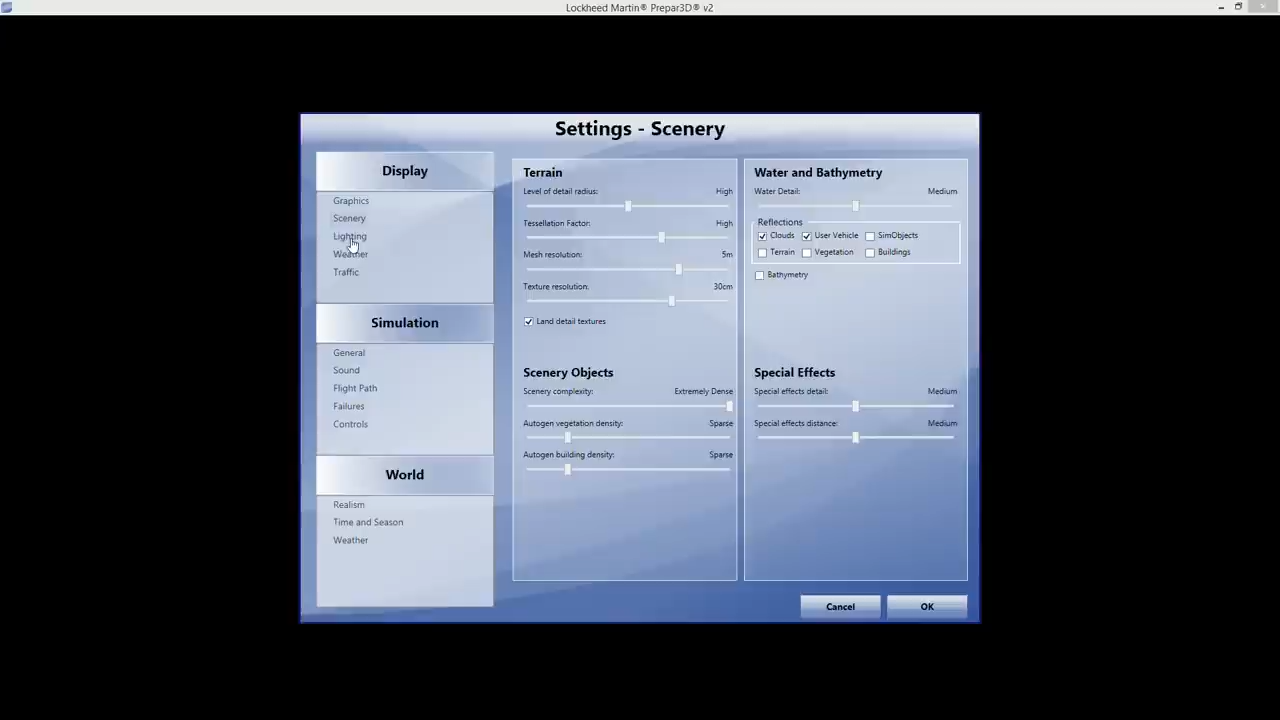 Lockheed Martin® Prepar3D® v2
Settings - Scenery
Display
Graphics
Scenery
Lighting
Weather
Traffic
Simulation
General
Sound
Flight Path
Failures
Controls
World
Realism
Time and Season
Weather
Terrain
Level of detail radius: High
Tessellation Factor: High
Mesh resolution: 5m
Texture resolution: 30cm
Land detail textures
Scenery Objects
Scenery complexity: Extremely Dense
Autogen vegetation density: Sparse
Autogen building density: Sparse
Water and Bathymetry
Water Detail: Medium
Reflections
Clouds User Vehicle SimObjects
Terrain Vegetation Buildings
Bathymetry
Special Effects
Special effects detail: Medium
Special effects distance: Medium
Cancel OK